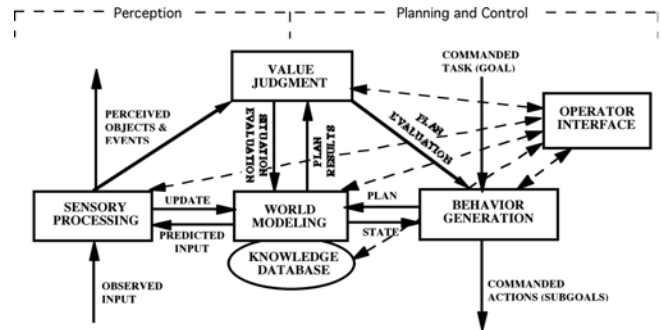 Perception
Planning and Control
VALUE
JUDGMENT
COMMANDED
TASK (GOAL)
OPERATOR
INTERFACE
PERCEIVED
OBJECTS &
EVENTS
SITUATION
EVALUATION
PLAN
RESULTS
PLAN
EVALUATION
SENSORY
PROCESSING
UPDATE
PREDICTED
INPUT
WORLD
MODELING
PLAN
STATE
BEHAVIOR
GENERATION
KNOWLEDGE
DATABASE
OBSERVED
INPUT
COMMANDED
ACTIONS (SUBGOALS)